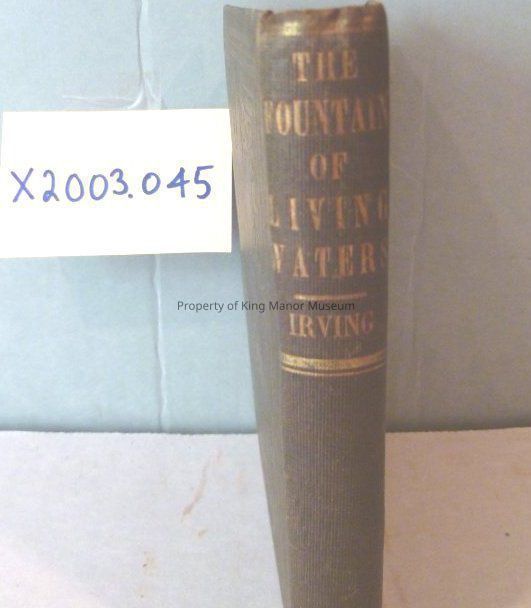 THE
FOUNTAIN
OF
LIVING
WATERS
IRVING
X2003.045
Property of King Manor Museum